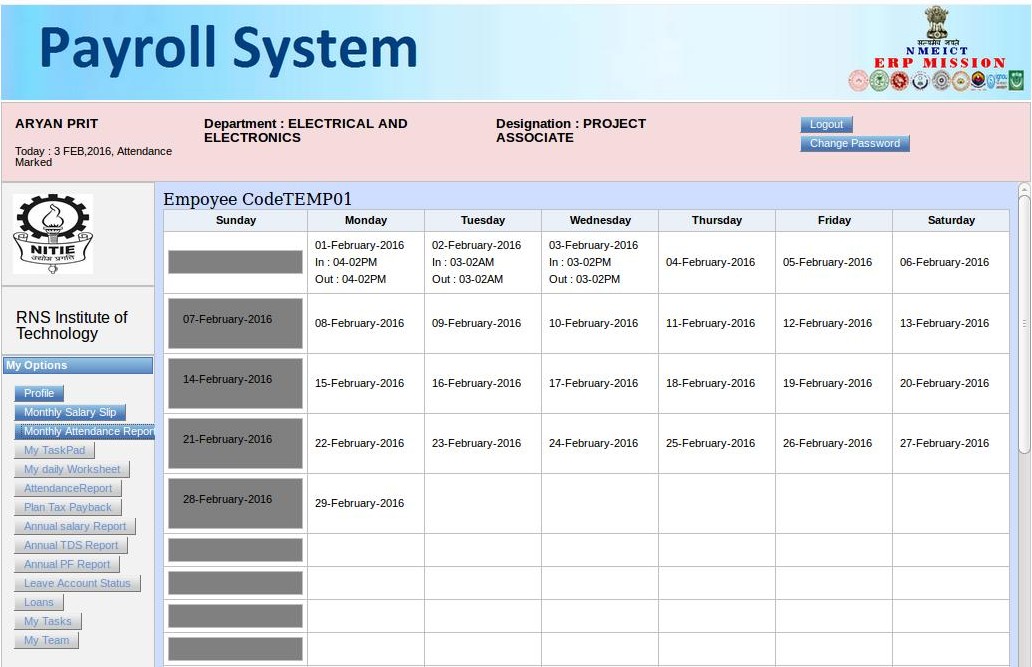 Payroll System
सत्यमेव जयते
NMEICT
ERP MISSION
ARYAN PRIT
Today : 3 FEB,2016, Attendance
Marked
Department : ELECTRICAL AND
ELECTRONICS
Designation : PROJECT
ASSOCIATE
Logout
Change Password
NITIE
उद्योग प्रगति
RNS Institute of
Technology
My Options
Profile
Monthly Salary Slip
Monthly Attendance Report
My TaskPad
My daily Worksheet
AttendanceReport
Plan Tax Payback
Annual salary Report
Annual TDS Report
Annual PF Report
Leave Account Status
Loans
My Tasks
My Team
Empoyee CodeTEMP01
Sunday Monday Tuesday Wednesday Thursday Friday Saturday
01-February-2016 02-February-2016 03-February-2016
In : 04-02PM In : 03-02AM In : 03-02PM 04-February-2016 05-February-2016 06-February-2016
Out : 04-02PM Out : 03-02AM Out : 03-02PM
07-February-2016 08-February-2016 09-February-2016 10-February-2016 11-February-2016 12-February-2016 13-February-2016
14-February-2016 15-February-2016 16-February-2016 17-February-2016 18-February-2016 19-February-2016 20-February-2016
21-February-2016 22-February-2016 23-February-2016 24-February-2016 25-February-2016 26-February-2016 27-February-2016
28-February-2016 29-February-2016